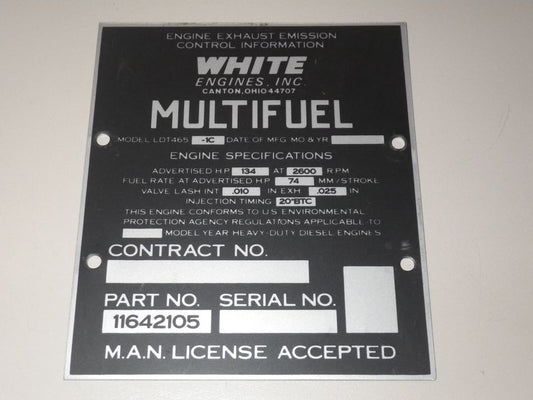 ENGINE EXHAUST EMISSION
CONTROL INFORMATION
WHITE
ENGINES, INC.
CANTON, OHIO 44707
MULTIFUEL
MODEL: LDT465 -1C DATE OF MFG. MO & YR
ENGINE SPECIFICATIONS
ADVERTISED H.P. 134 AT 2600 R.P.M.
FUEL RATE AT ADVERTISED H.P. 74 MM/STROKE
VALVE LASH INT. .010 IN EXH. .025 IN
INJECTION TIMING 20°BTC
THIS ENGINE CONFORMS TO U.S. ENVIRONMENTAL
PROTECTION AGENCY REGULATIONS APPLICABLE TO
MODEL YEAR HEAVY-DUTY DIESEL ENGINES
CONTRACT NO.
PART NO. SERIAL NO.
11642105
M.A.N. LICENSE ACCEPTED